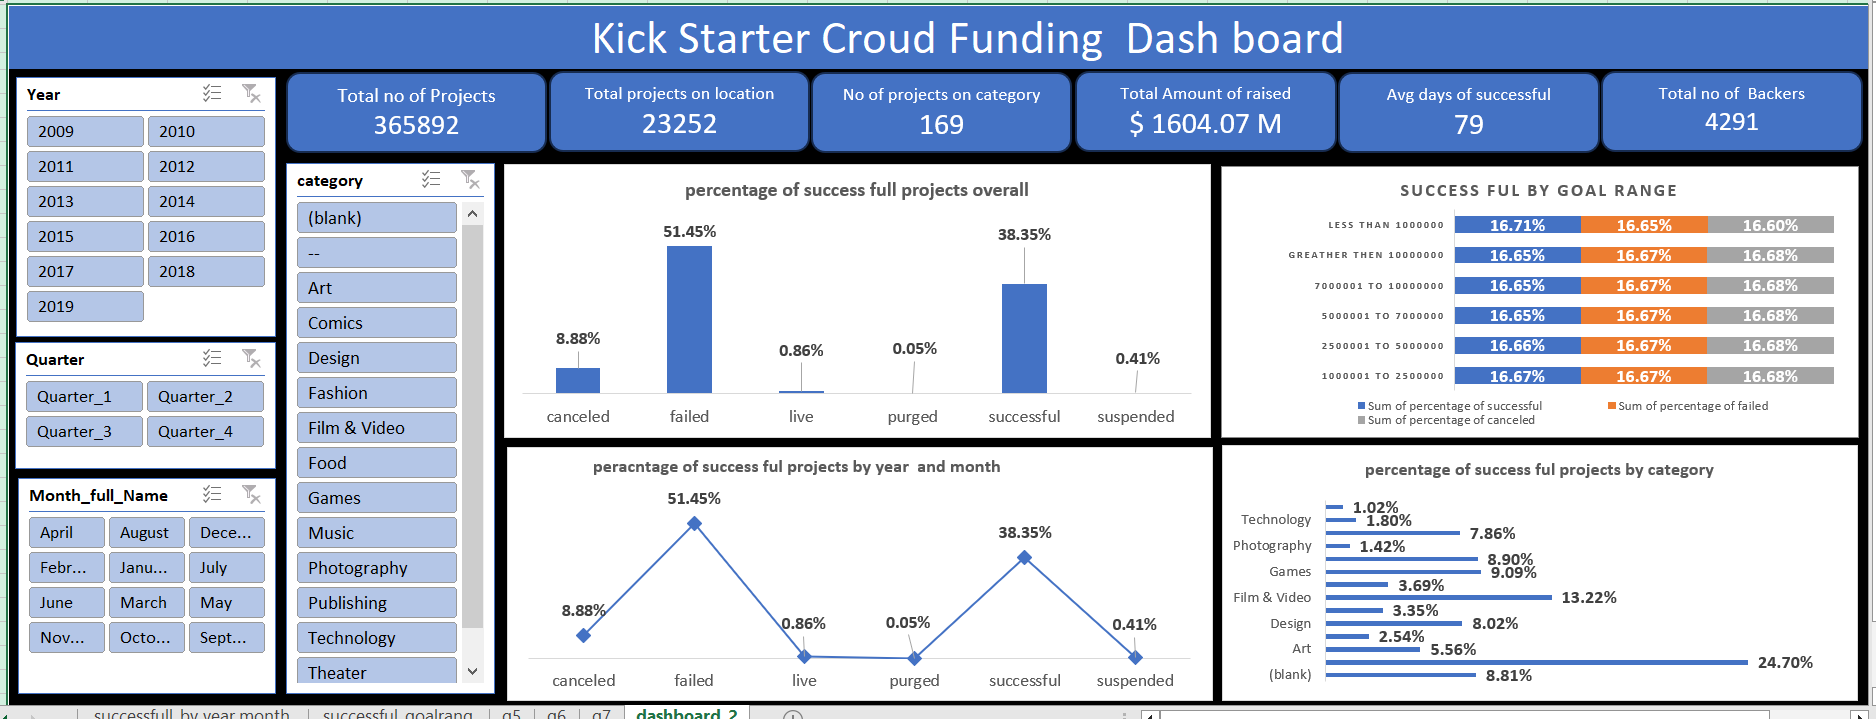 Kick Starter Croud Funding  Dash board
Year
2009
2010
2011
2012
2013
2014
2015
2016
2017
2018
2019
Quarter
Quarter_1
Quarter_2
Quarter_3
Quarter_4
Month_full_Name
April
August
Dece...
Febr...
Janu...
July
June
March
May
Nov...
Octo...
Sept...
Total no of Projects
365892
Total projects on location
23252
No of projects on category
169
Total Amount of raised
$ 1604.07 M
Avg days of successful
79
Total no of  Backers
4291
category
(blank)
--
Art
Comics
Design
Fashion
Film & Video
Food
Games
Music
Photography
Publishing
Technology
Theater
percentage of success full projects overall
8.88%
51.45%
0.86%
0.05%
38.35%
0.41%
canceled
failed
live
purged
successful
suspended
SUCCESS FUL BY GOAL RANGE
LESS THAN 1000000 16.71% 16.65% 16.60%
GREATHER THEN 10000000 16.65% 16.67% 16.68%
7000001 TO 10000000 16.65% 16.67% 16.68%
5000001 TO 7000000 16.65% 16.67% 16.68%
2500001 TO 5000000 16.66% 16.67% 16.68%
1000001 TO 2500000 16.67% 16.67% 16.68%
Sum of percentage of successful
Sum of percentage of failed
Sum of percentage of canceled
peracntage of success ful projects by year  and month
8.88%
51.45%
0.86%
0.05%
38.35%
0.41%
canceled
failed
live
purged
successful
suspended
percentage of success ful projects by category
1.02%
Technology 1.80%
7.86%
Photography 1.42%
8.90%
Games 9.09%
3.69%
Film & Video 13.22%
3.35%
Design 8.02%
2.54%
Art 5.56%
24.70%
(blank) 8.81%
successfull by year month
successful goalrang
q5
q6
q7
dashboard 2